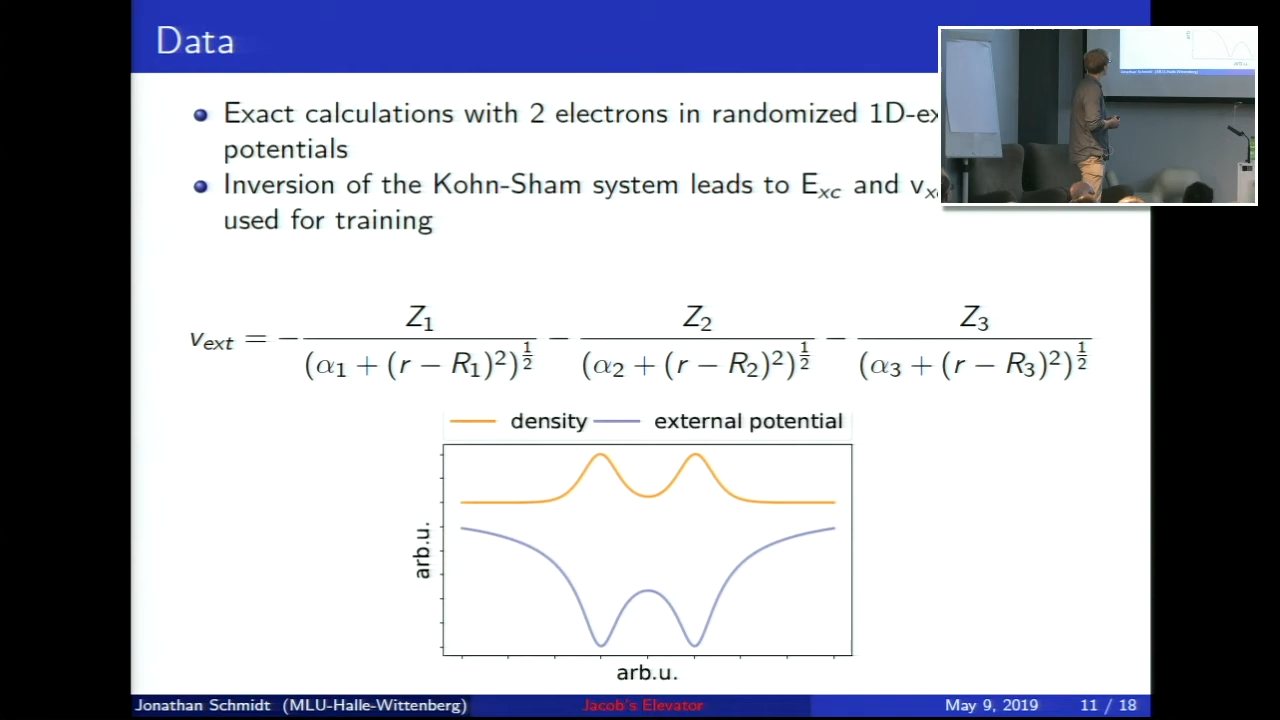 Data
Exact calculations with 2 electrons in randomized
potentials
Inversion of the Kohn-Sham system leads to E_xc and
used for training
v_ext = − Z_1 / (α_1 + (r − R_1)^2)^{1/2} − Z_2 / (α_2 + (r − R_2)^2)^{1/2} − Z_3 / (α_3 + (r − R_3)^2)^{1/2}
density external potential
arb.u.
arb.u.
Jonathan Schmidt (MLU-Halle-Wittenberg) Jacob's Elevator May 9, 2019 11 / 18